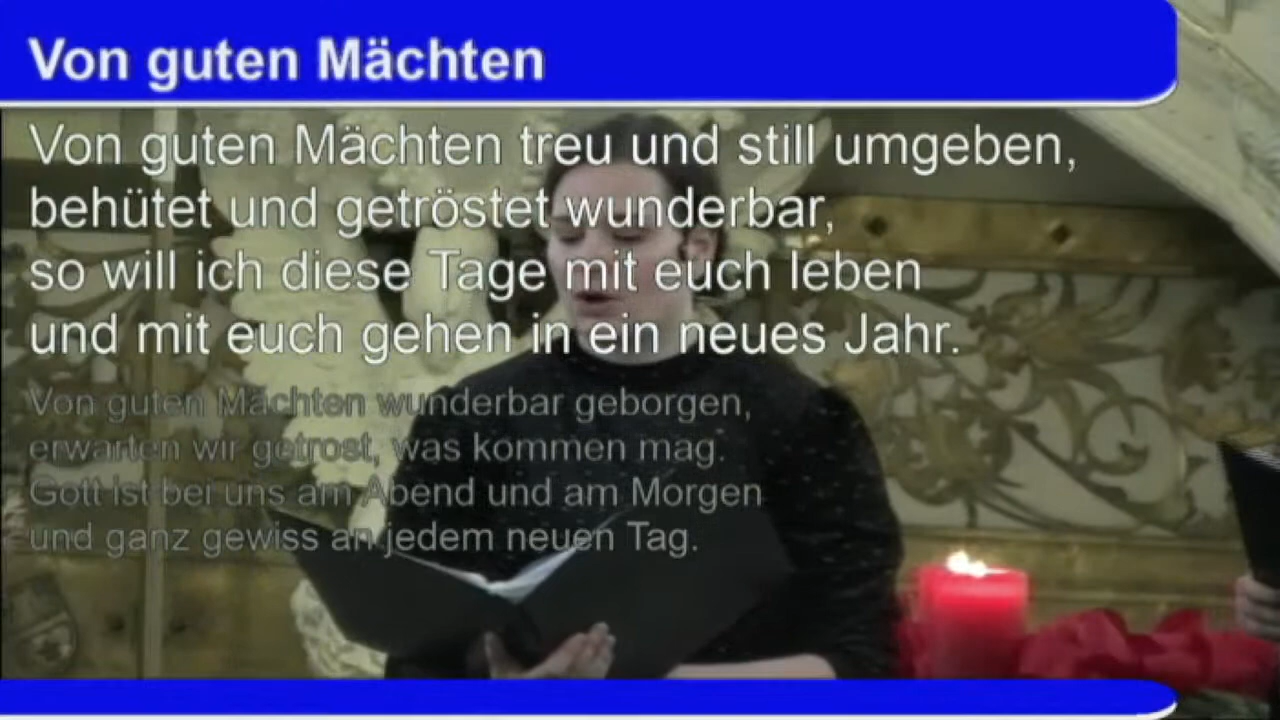 Von guten Mächten
Von guten Mächten treu und still umgeben,
behütet und getröstet wunderbar,
so will ich diese Tage mit euch leben
und mit euch gehen in ein neues Jahr.
Von guten Mächten wunderbar geborgen,
erwarten wir getrost, was kommen mag.
Gott ist bei uns am Abend und am Morgen
und ganz gewiss an jedem neuen Tag.